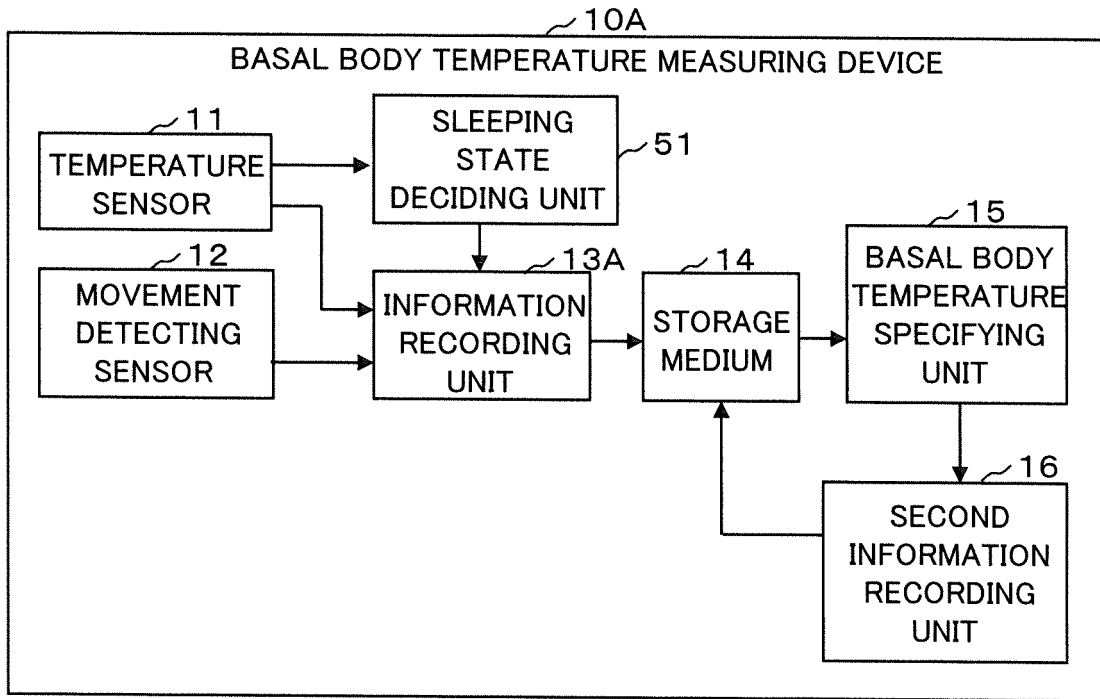 10A
BASAL BODY TEMPERATURE MEASURING DEVICE
11
TEMPERATURE
SENSOR
SLEEPING
STATE
DECIDING UNIT
51
12
MOVEMENT
DETECTING
SENSOR
13A
INFORMATION
RECORDING
UNIT
14
STORAGE
MEDIUM
15
BASAL BODY
TEMPERATURE
SPECIFYING
UNIT
16
SECOND
INFORMATION
RECORDING
UNIT